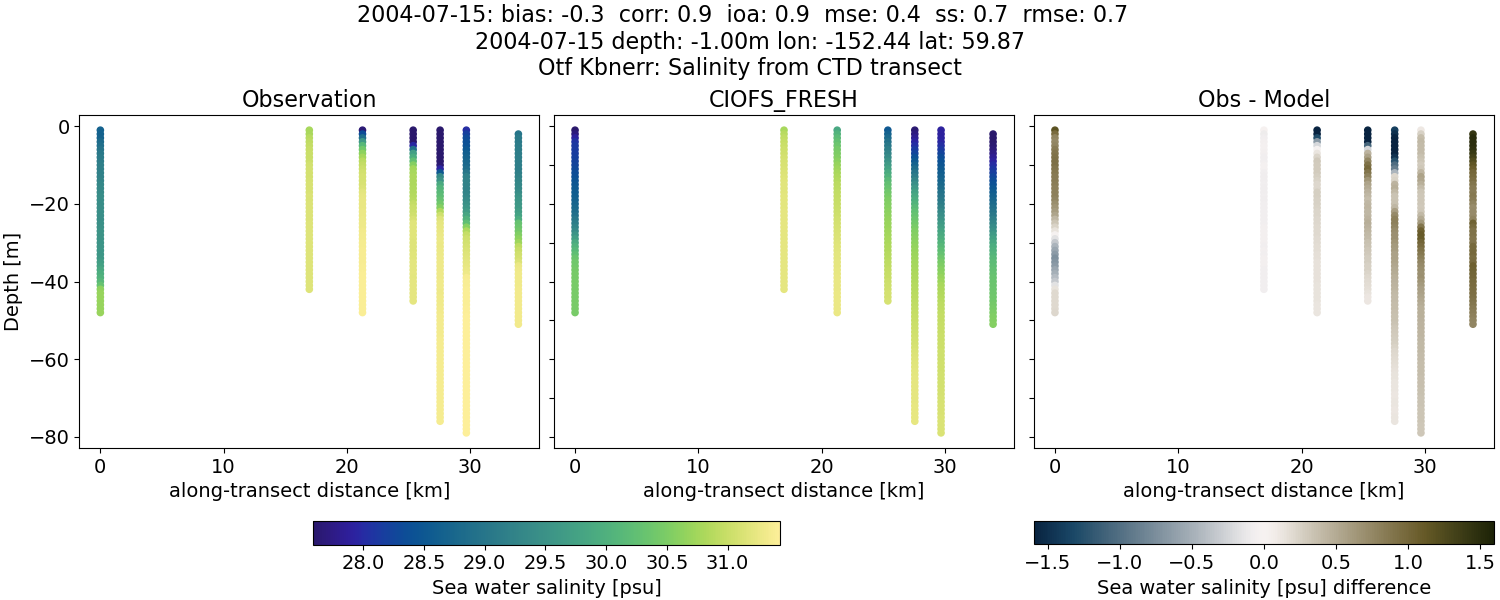 2004-07-15: bias: -0.3  corr: 0.9  ioa: 0.9  mse: 0.4  ss: 0.7  rmse: 0.7
2004-07-15 depth: -1.00m lon: -152.44 lat: 59.87
Otf Kbnerr: Salinity from CTD transect
Observation
CIOFS_FRESH
Obs - Model
Depth [m]
0
−20
−40
−60
−80
0 10 20 30
0 10 20 30
0 10 20 30
along-transect distance [km]
along-transect distance [km]
along-transect distance [km]
28.0 28.5 29.0 29.5 30.0 30.5 31.0
Sea water salinity [psu]
−1.5 −1.0 −0.5 0.0 0.5 1.0 1.5
Sea water salinity [psu] difference